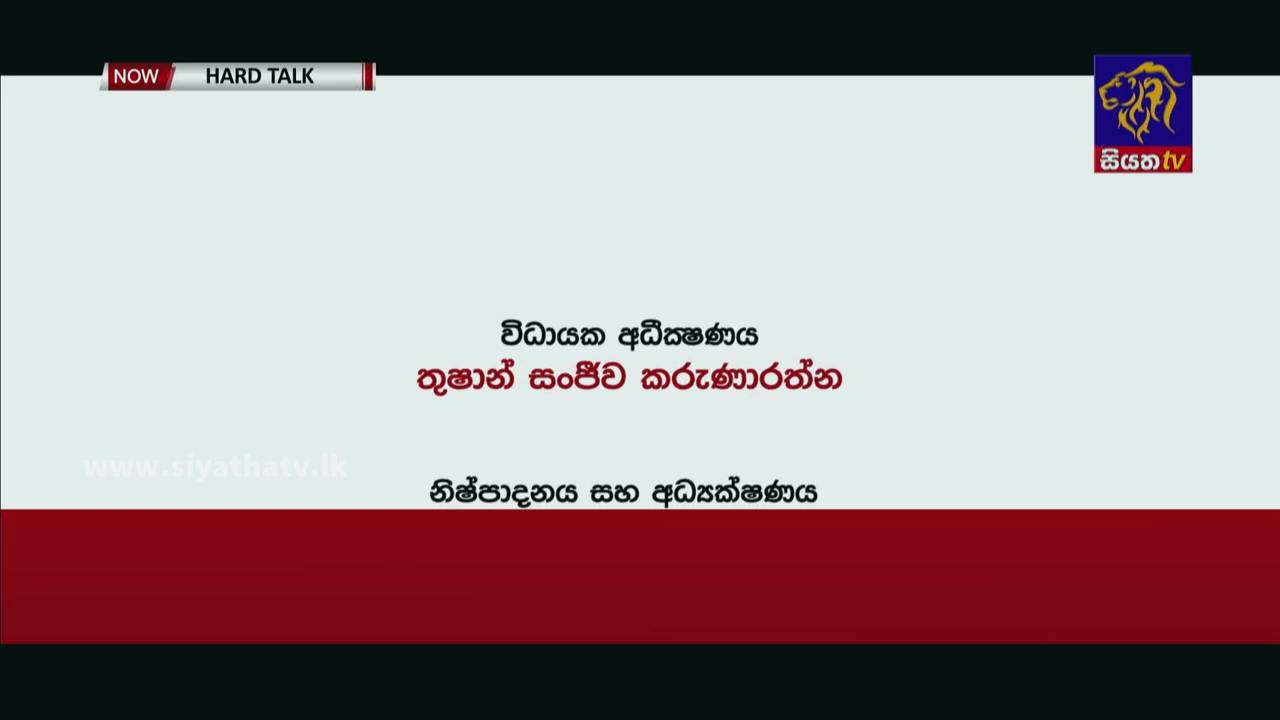 NOW HARD TALK
සියත tv
විධායක අධීක්ෂණය
තුෂාන් සංජීව කරුණාරත්න
www.siyathatv.lk
නිෂ්පාදනය සහ අධ්‍යක්ෂණය